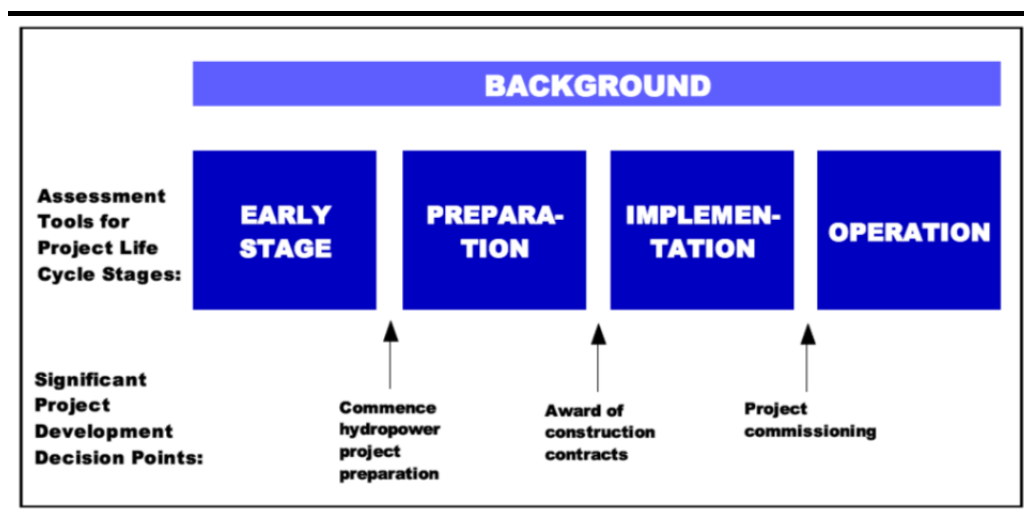 BACKGROUND
Assessment
Tools for
Project Life
Cycle Stages:
EARLY
STAGE
PREPARA-
TION
IMPLEMEN-
TATION
OPERATION
Significant
Project
Development
Decision Points:
Commence
hydropower
project
preparation
Award of
construction
contracts
Project
commissioning